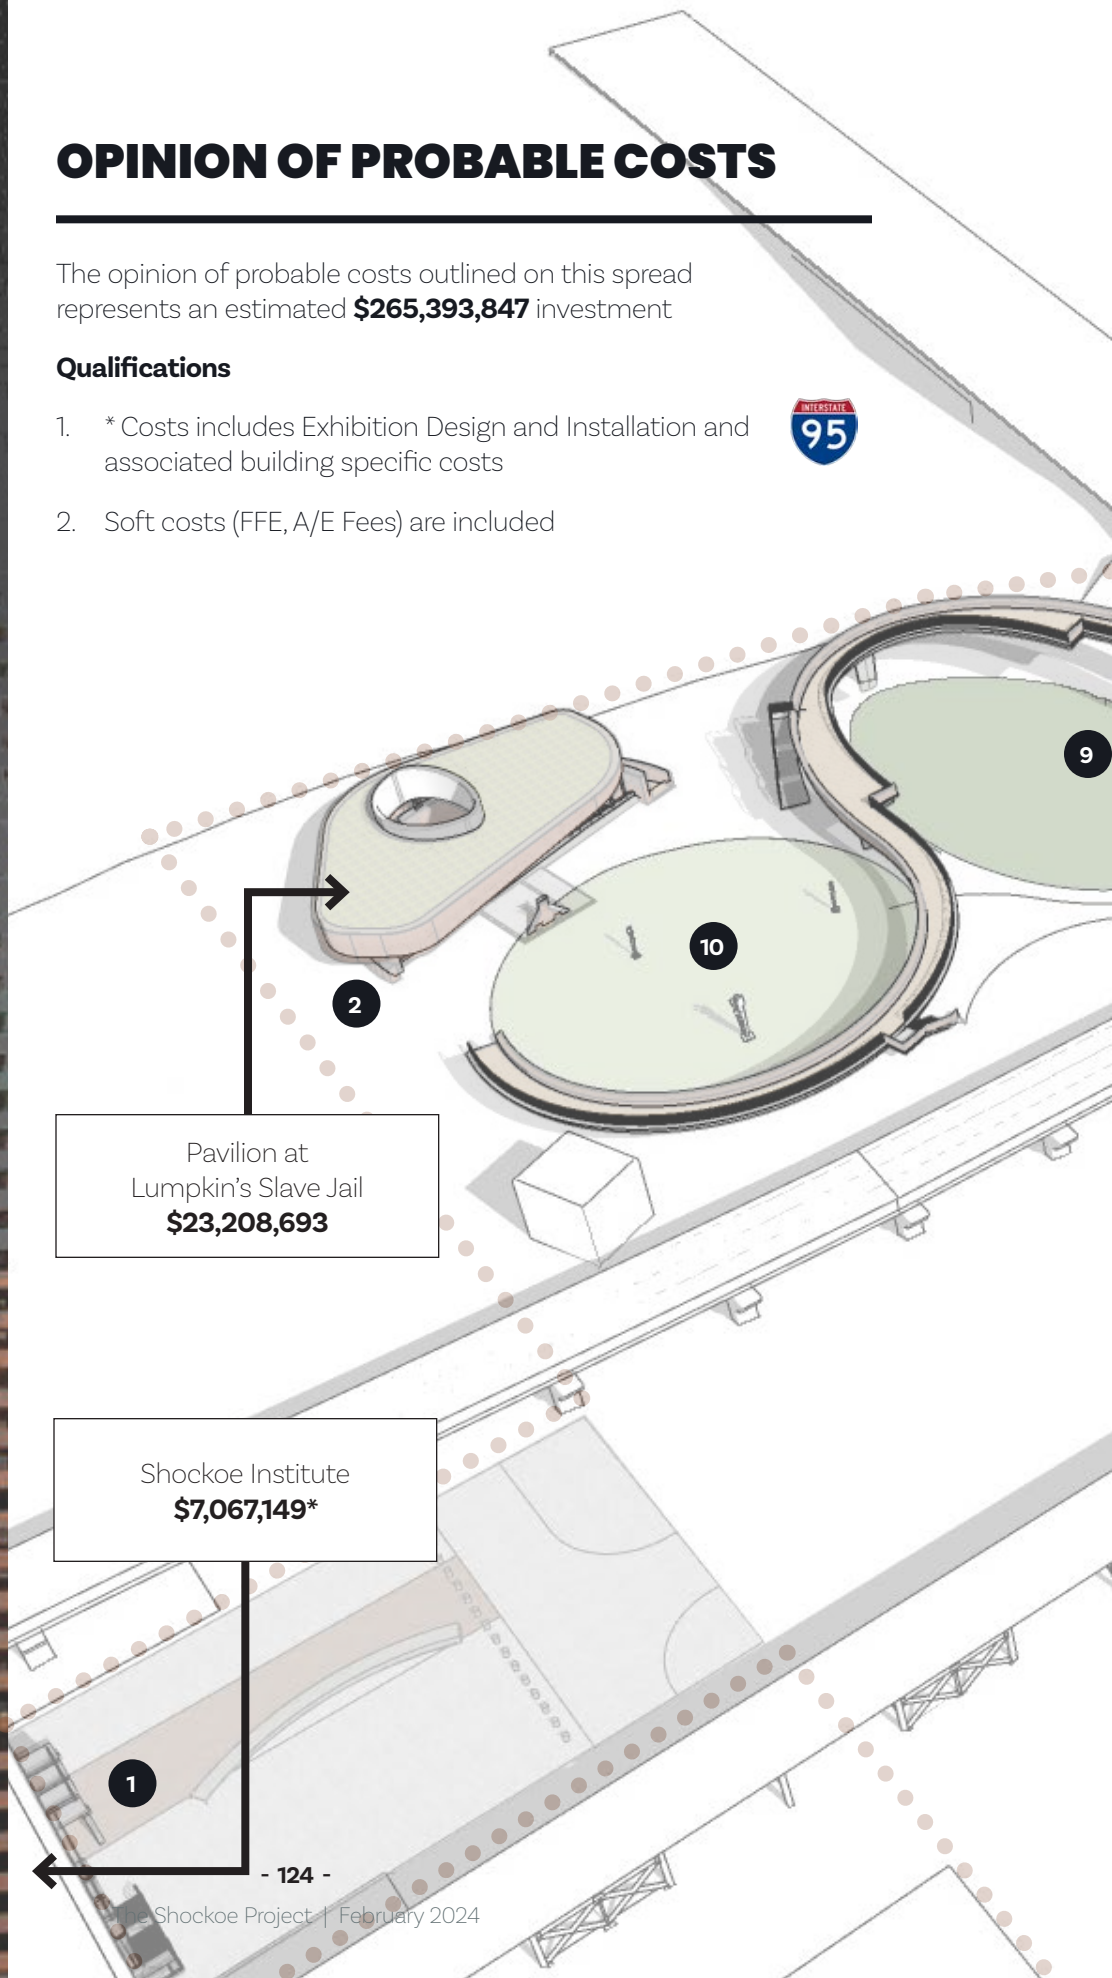 OPINION OF PROBABLE COSTS
The opinion of probable costs outlined on this spread
represents an estimated $265,393,847 investment
Qualifications
1. * Costs includes Exhibition Design and Installation and
associated building specific costs
INTERSTATE
95
2. Soft costs (FFE, A/E Fees) are included
9
10
2
Pavilion at
Lumpkin’s Slave Jail
$23,208,693
Shockoe Institute
$7,067,149*
1
- 124 -
The Shockoe Project | February 2024